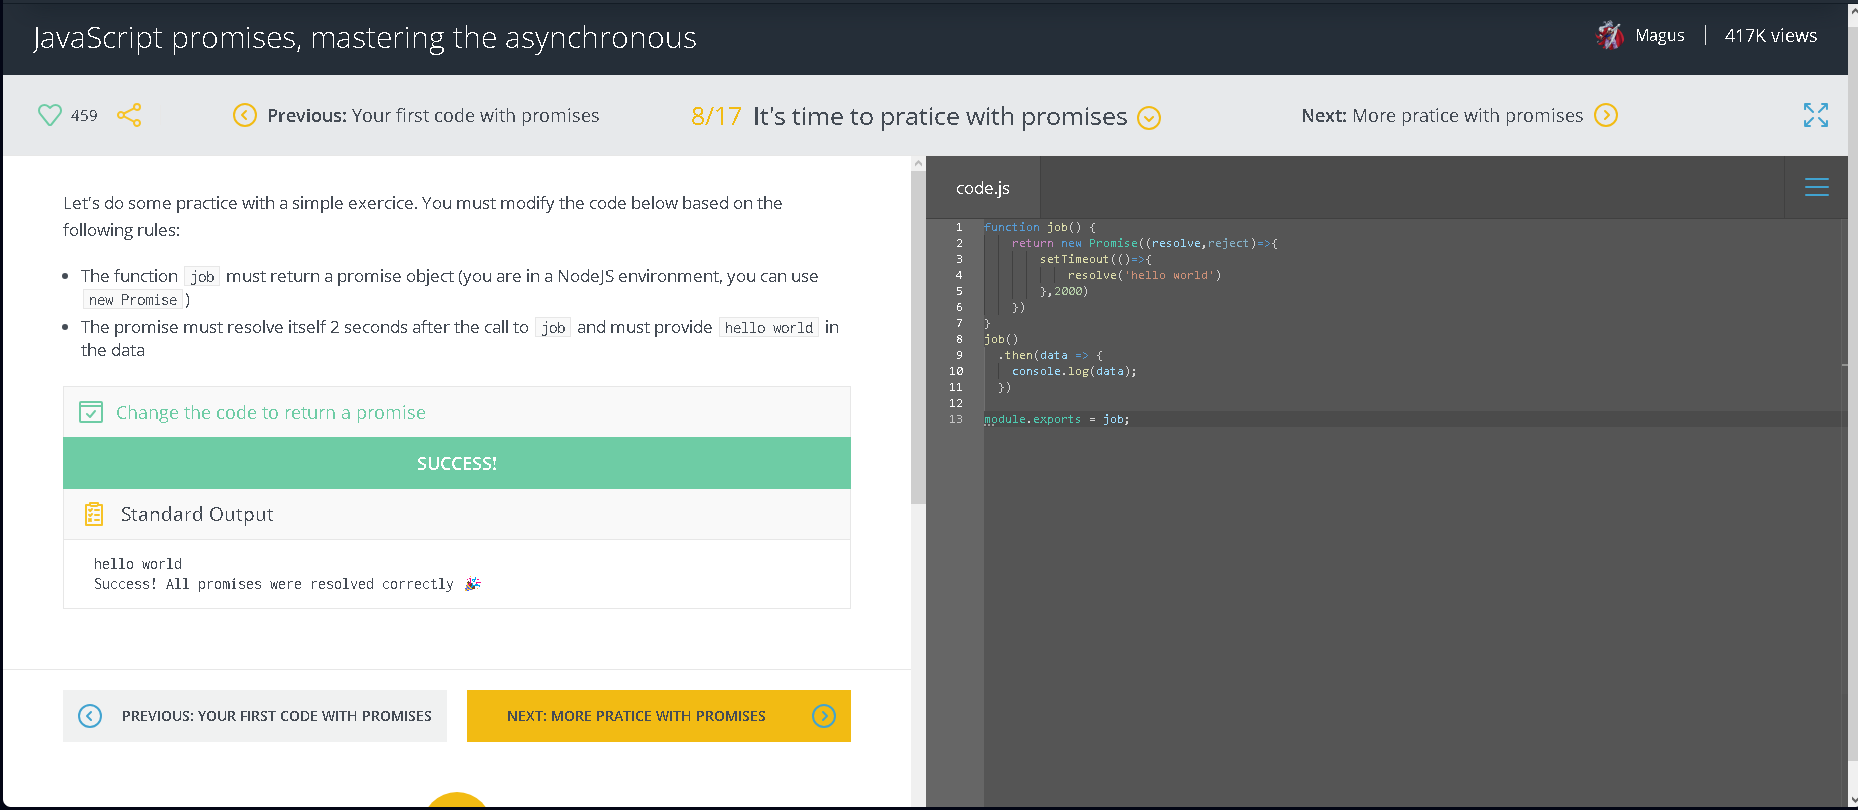 JavaScript promises, mastering the asynchronous
Magus | 417K views
459
Previous: Your first code with promises
8/17 It's time to pratice with promises
Next: More pratice with promises
Let's do some practice with a simple exercice. You must modify the code below based on the
following rules:
• The function job must return a promise object (you are in a NodeJS environment, you can use
new Promise )
• The promise must resolve itself 2 seconds after the call to job and must provide hello world in
the data
Change the code to return a promise
SUCCESS!
Standard Output
hello world
Success! All promises were resolved correctly 🎉
PREVIOUS: YOUR FIRST CODE WITH PROMISES
NEXT: MORE PRATICE WITH PROMISES
code.js
1 function job() {
2     return new Promise((resolve,reject)=>{
3         setTimeout(()=>{
4             resolve('hello world')
5         },2000)
6     })
7 }
8 job()
9   .then(data => {
10     console.log(data);
11   })
12
13 module.exports = job;